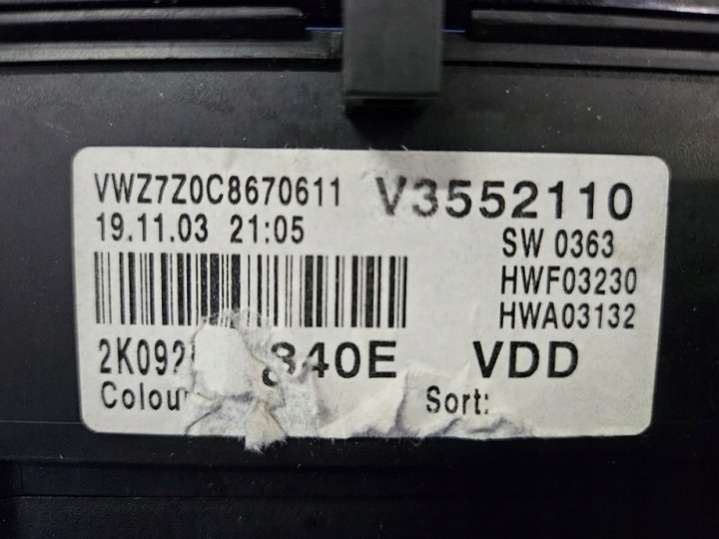 VWZ7Z0C8670611 V3552110
19.11.03 21:05 SW 0363
HWF03230
HWA03132
840E VDD
Sort: